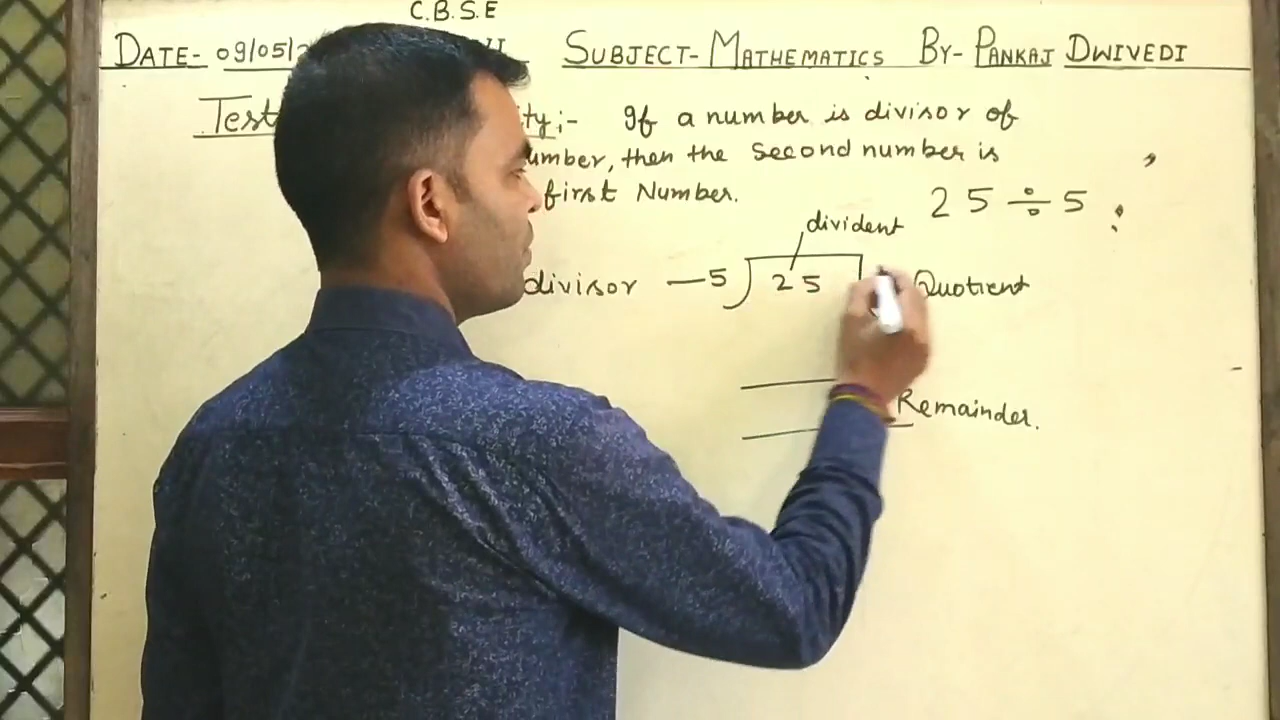 C.B.S.E
DATE- 09/05/ SUBJECT- MATHEMATICS BY- PANKAJ DWIVEDI
Test ity;- If a number is divisor of
umber, then the Second number is
first Number.
25 ÷ 5
divident
divisor — 5 25 Quotient
Remainder.